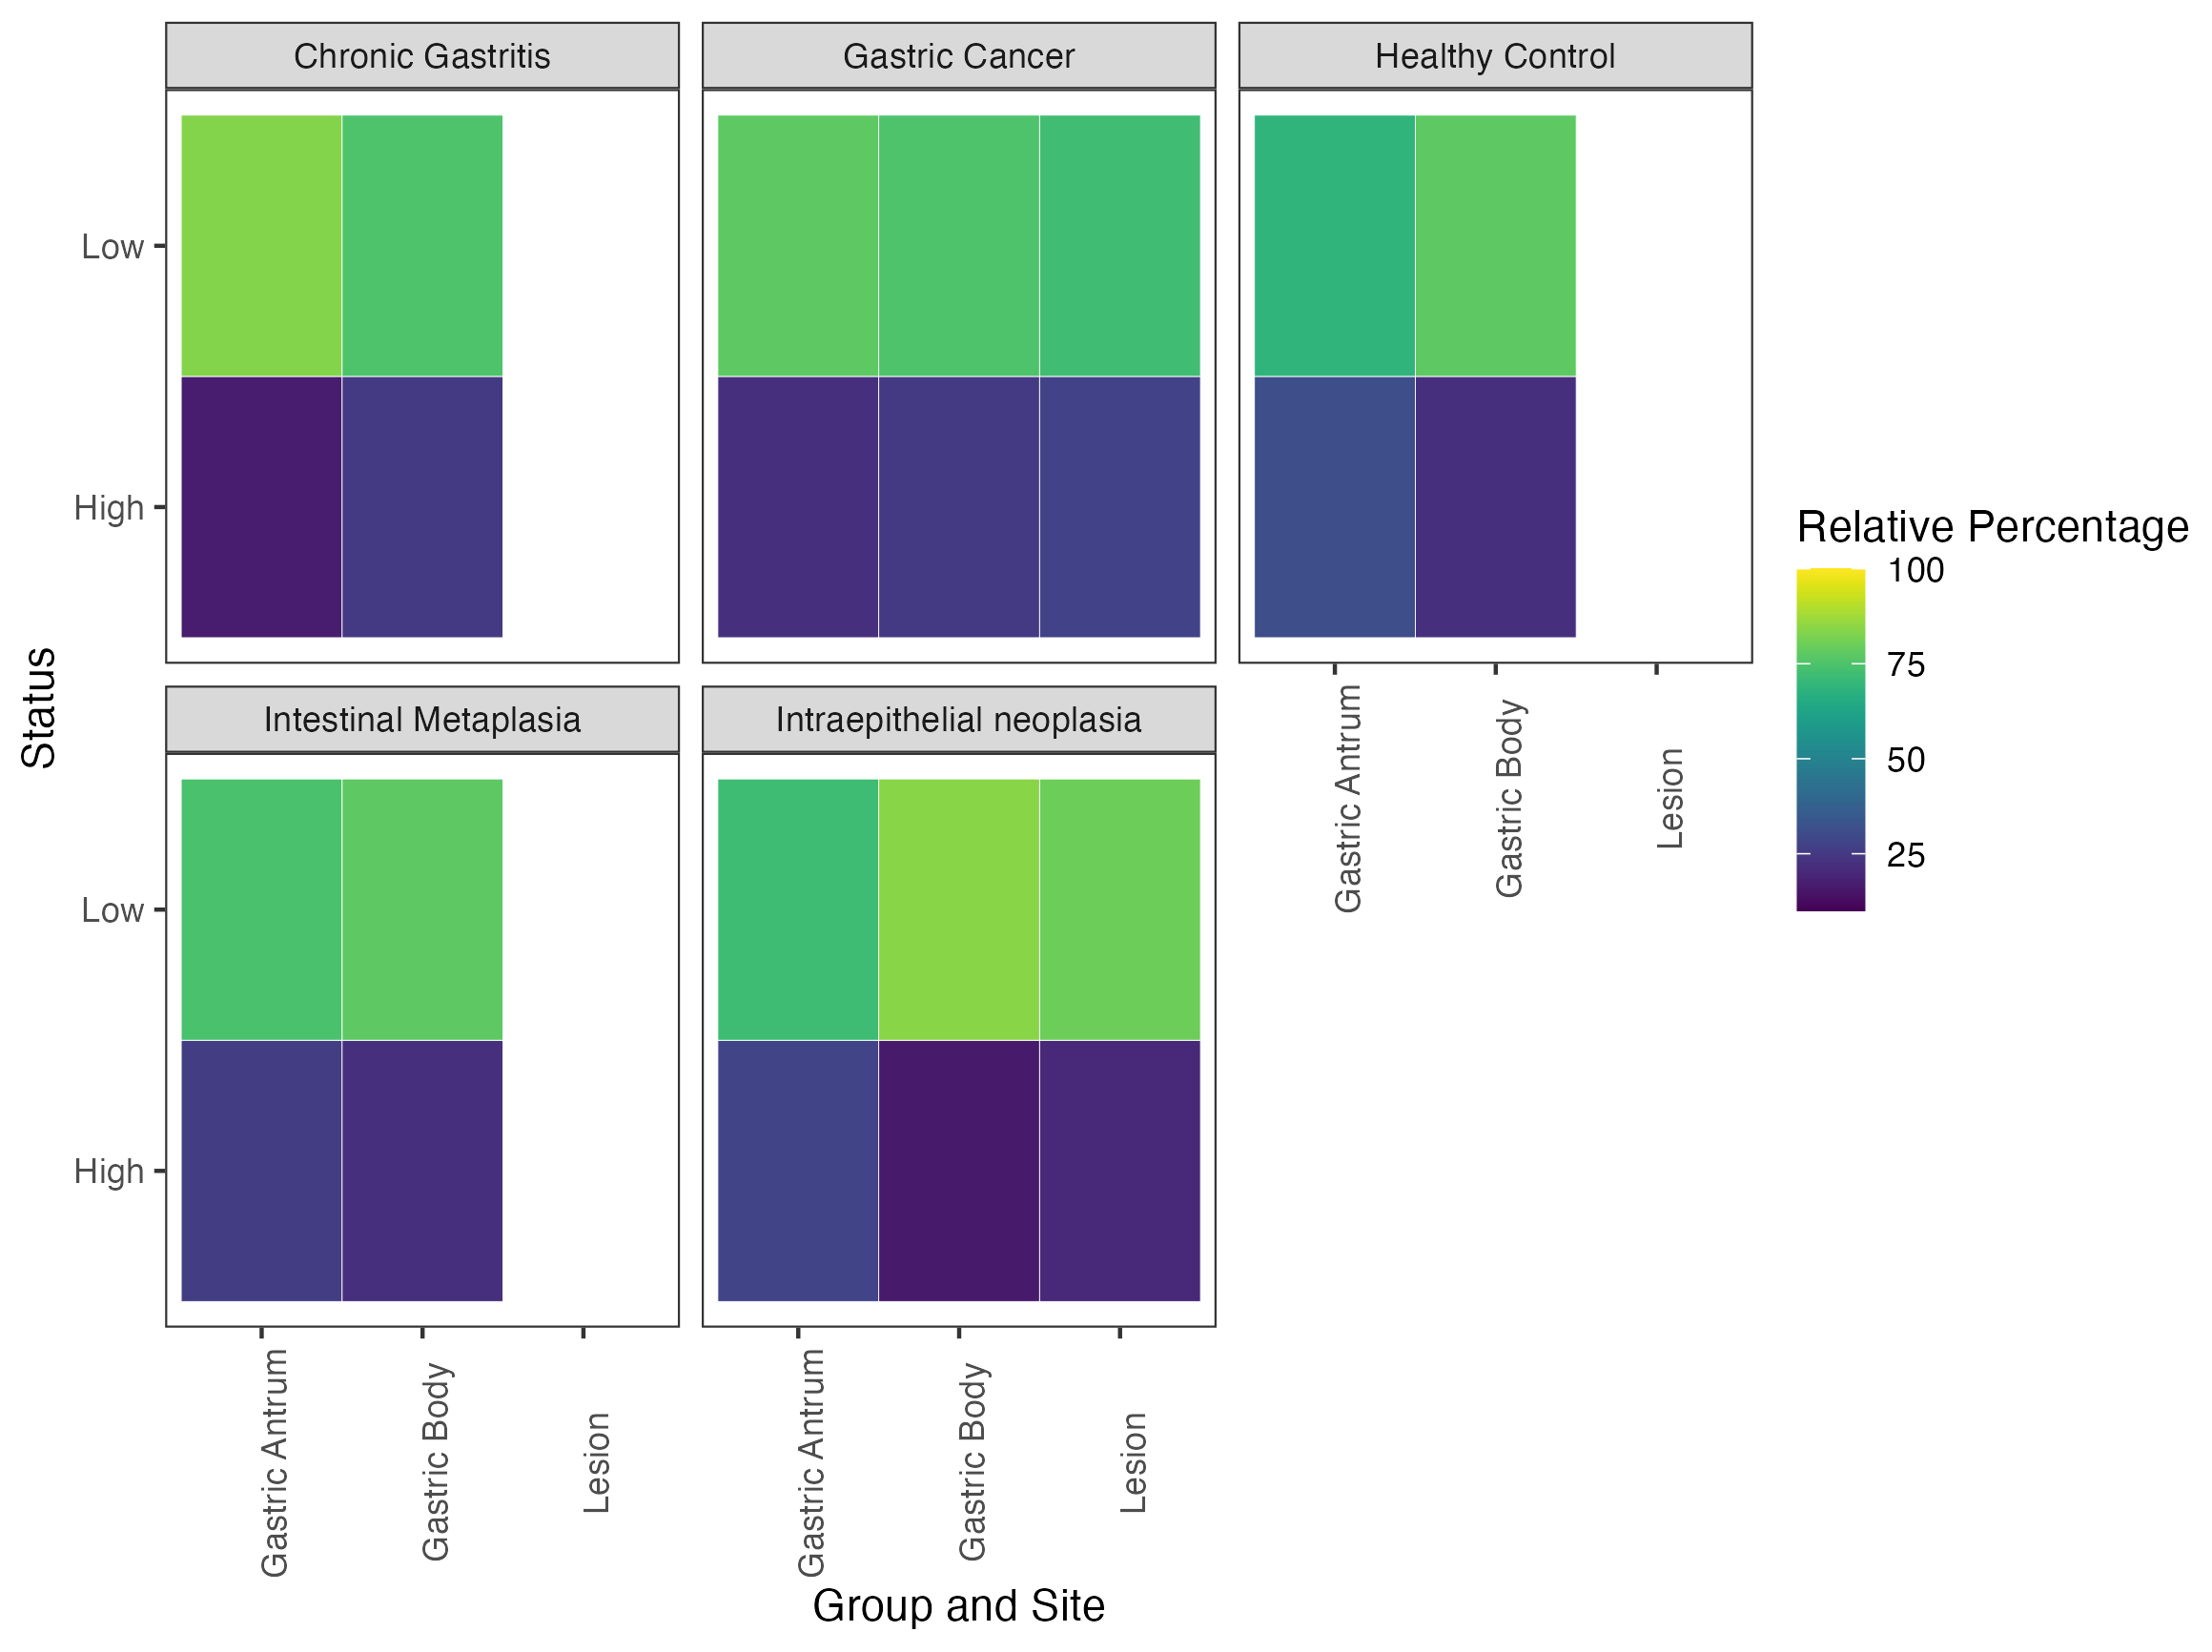 Chronic Gastritis
Gastric Cancer
Healthy Control
Low
High
Status
Intestinal Metaplasia
Intraepithelial neoplasia
Gastric Antrum
Gastric Body
Lesion
Relative Percentage
100
75
50
25
Low
High
Gastric Antrum
Gastric Body
Lesion
Gastric Antrum
Gastric Body
Lesion
Group and Site